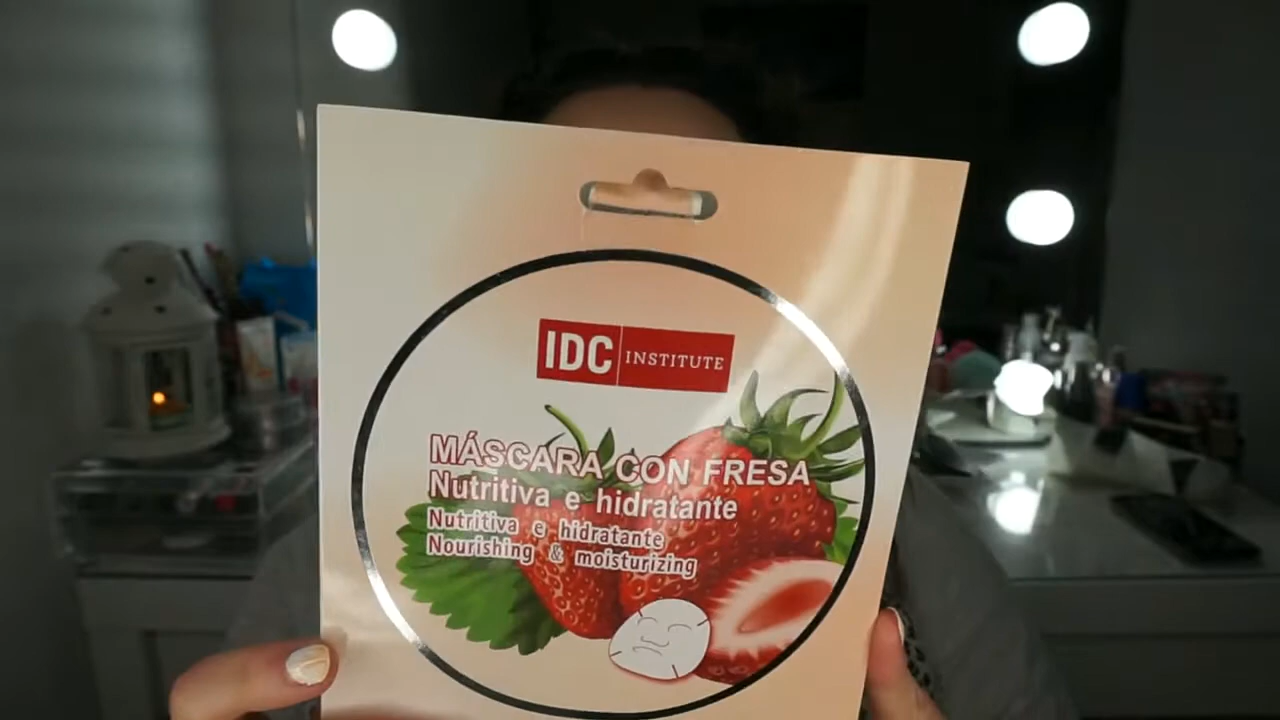 IDC INSTITUTE
MÁSCARA CON FRESA
Nutritiva e hidratante
Nutritiva e hidratante
Nourishing & moisturizing